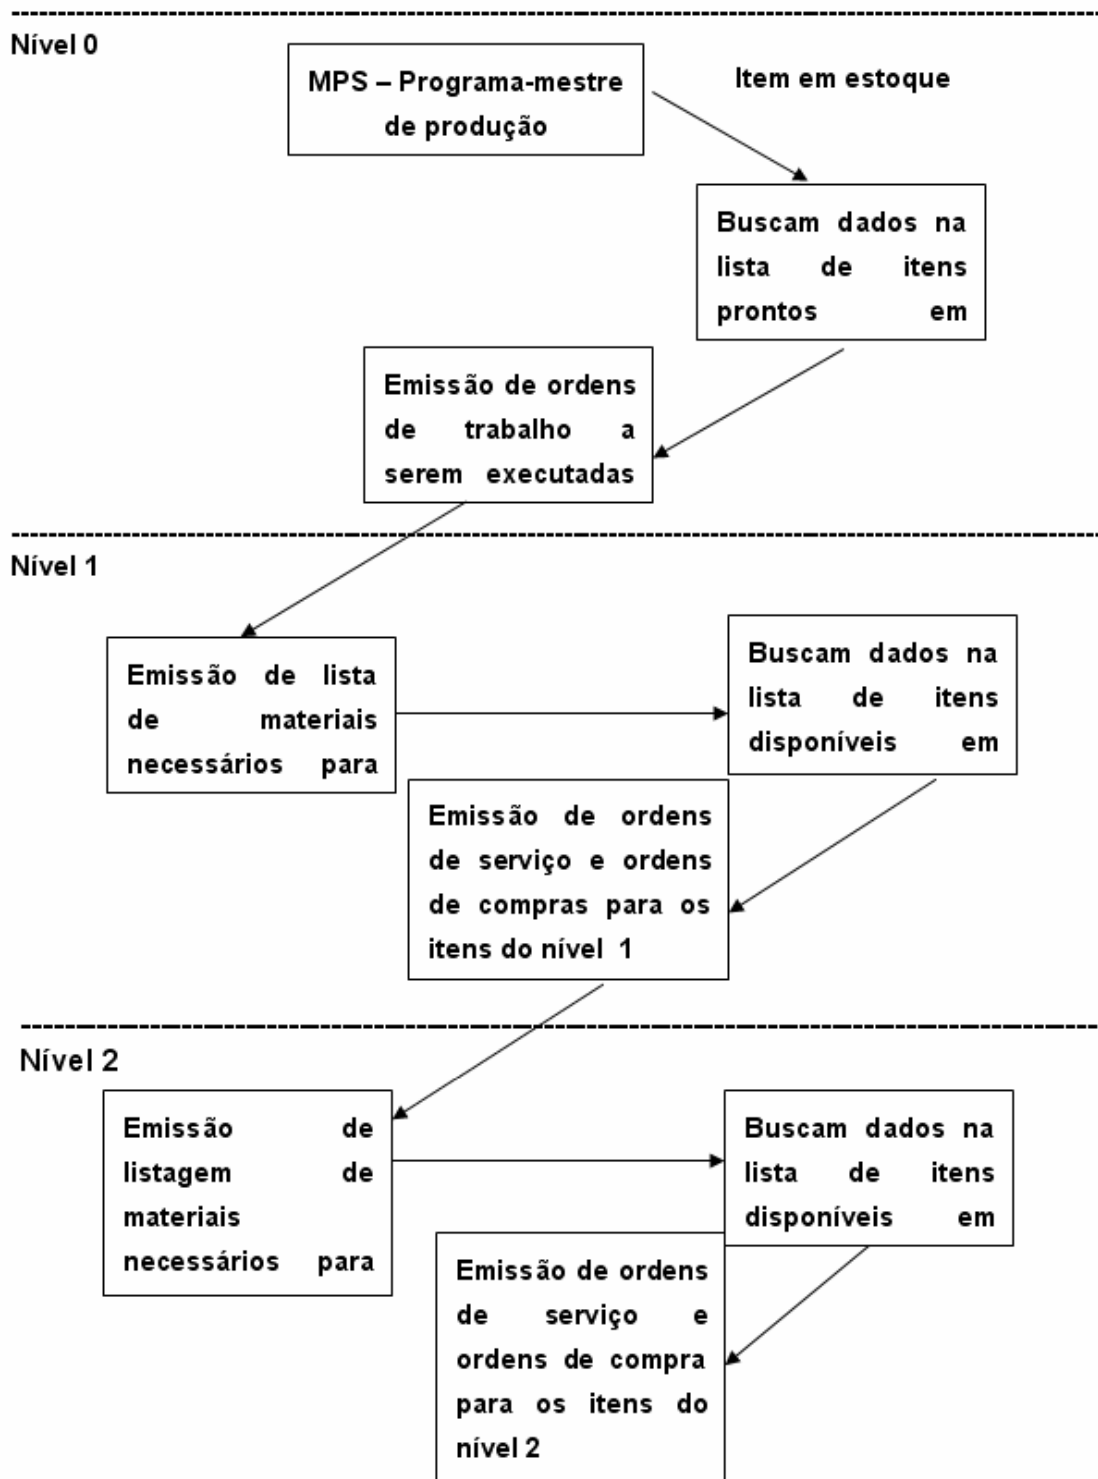 Nível 0
MPS – Programa-mestre
de produção
Item em estoque
Buscam dados na
lista de itens
prontos em
Emissão de ordens
de trabalho a
serem executadas
Nível 1
Emissão de lista
de materiais
necessários para
Buscam dados na
lista de itens
disponíveis em
Emissão de ordens
de serviço e ordens
de compras para os
itens do nível 1
Nível 2
Emissão de
listagem de
materiais
necessários para
Buscam dados na
lista de itens
disponíveis em
Emissão de ordens
de serviço e
ordens de compra
para os itens do
nível 2